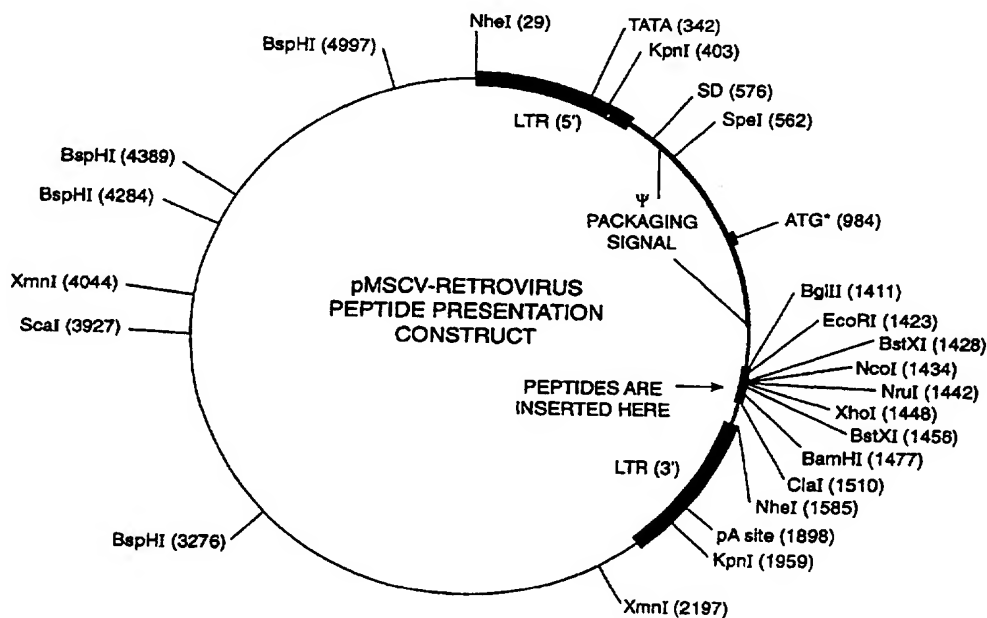 NheI (29)
TATA (342)
KpnI (403)
BspHI (4997)
SD (576)
LTR (5')
SpeI (562)
BspHI (4389)
BspHI (4284)
Ψ
PACKAGING
SIGNAL
ATG* (984)
XmnI (4044)
ScaI (3927)
pMSCV-RETROVIRUS
PEPTIDE PRESENTATION
CONSTRUCT
BglII (1411)
EcoRI (1423)
BstXI (1428)
NcoI (1434)
NruI (1442)
XhoI (1448)
BstXI (1458)
BamHI (1477)
ClaI (1510)
NheI (1585)
PEPTIDES ARE
INSERTED HERE
LTR (3')
pA site (1898)
KpnI (1959)
BspHI (3276)
XmnI (2197)